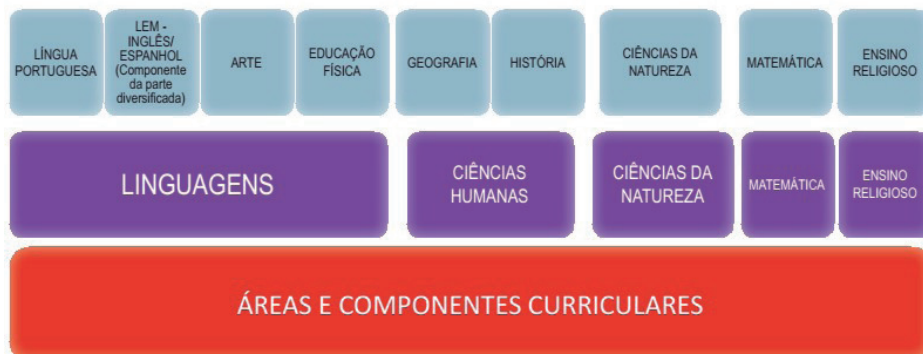 LÍNGUA
PORTUGUESA
LEM -
INGLÊS/
ESPANHOL
(Componente
da parte
diversificada)
ARTE
EDUCAÇÃO
FÍSICA
GEOGRAFIA
HISTÓRIA
CIÊNCIAS DA
NATUREZA
MATEMÁTICA
ENSINO
RELIGIOSO
LINGUAGENS
CIÊNCIAS
HUMANAS
CIÊNCIAS DA
NATUREZA
MATEMÁTICA
ENSINO
RELIGIOSO
ÁREAS E COMPONENTES CURRICULARES